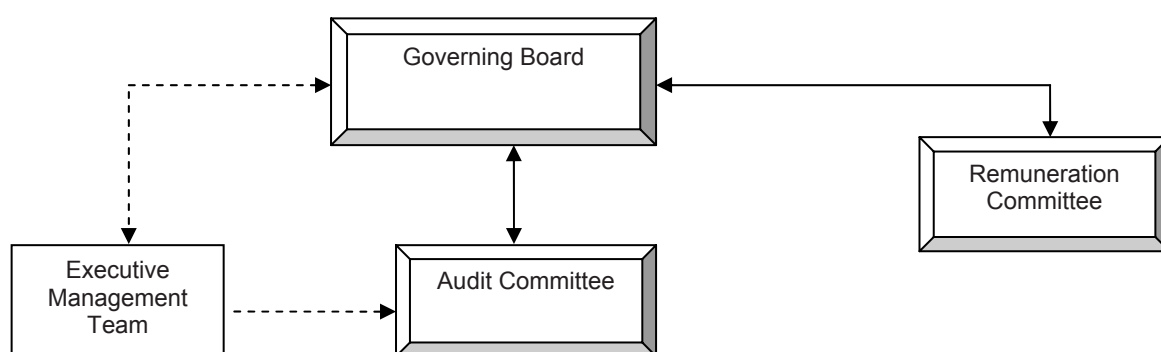 Governing Board
Remuneration
Committee
Executive
Management
Team
Audit Committee